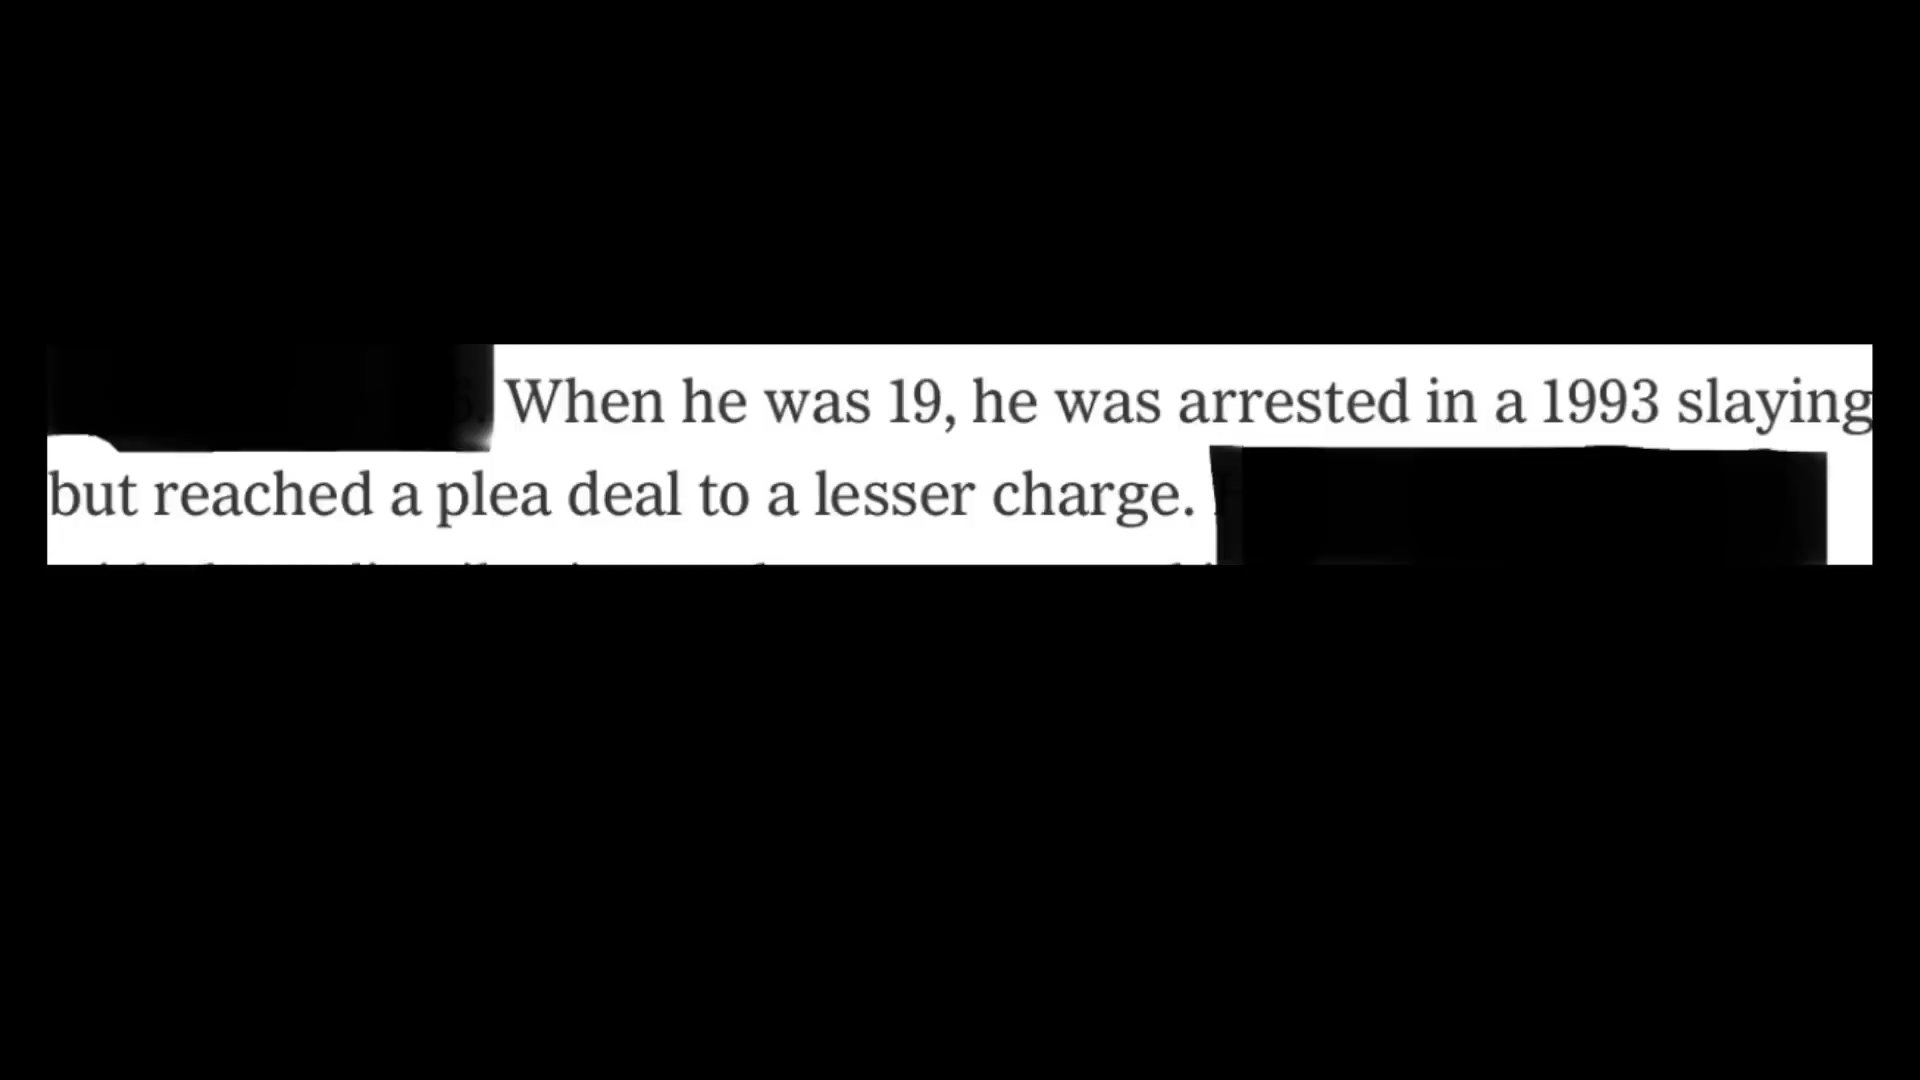 When he was 19, he was arrested in a 1993 slaying
but reached a plea deal to a lesser charge.